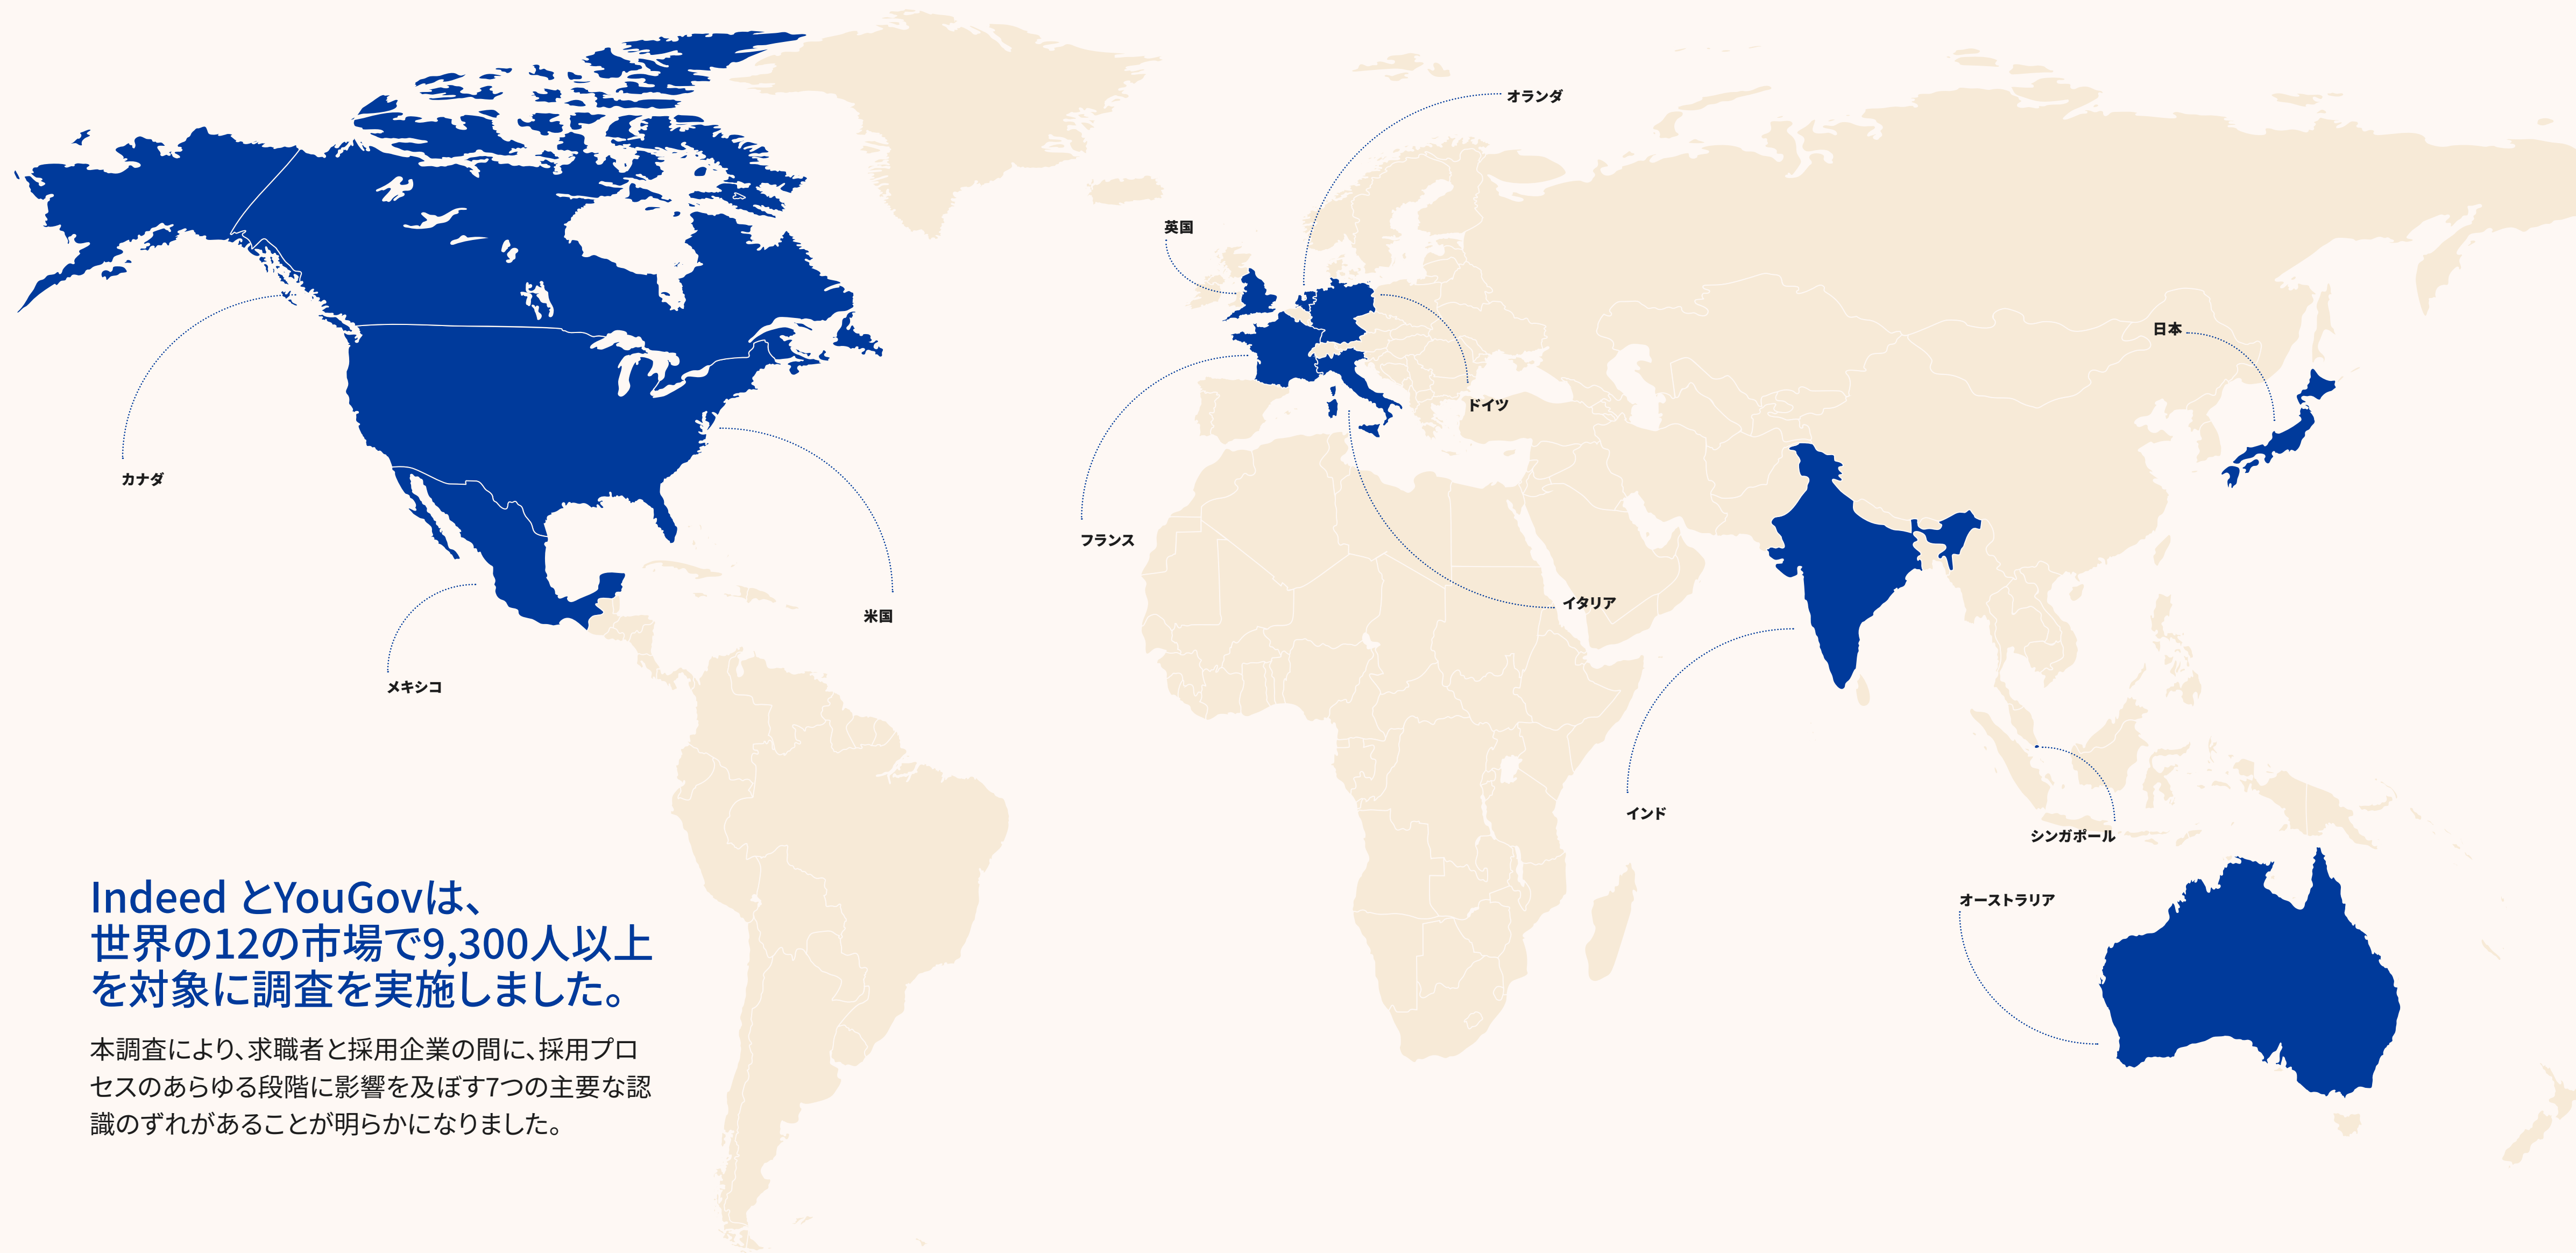 オランダ
英国
日本
ドイツ
カナダ
フランス
イタリア
米国
メキシコ
インド
シンガポール
オーストラリア
Indeed とYouGovは、
世界の12の市場で9,300人以上
を対象に調査を実施しました。
本調査により、求職者と採用企業の間に、採用プロ
セスのあらゆる段階に影響を及ぼす7つの主要な認
識のずれがあることが明らかになりました。